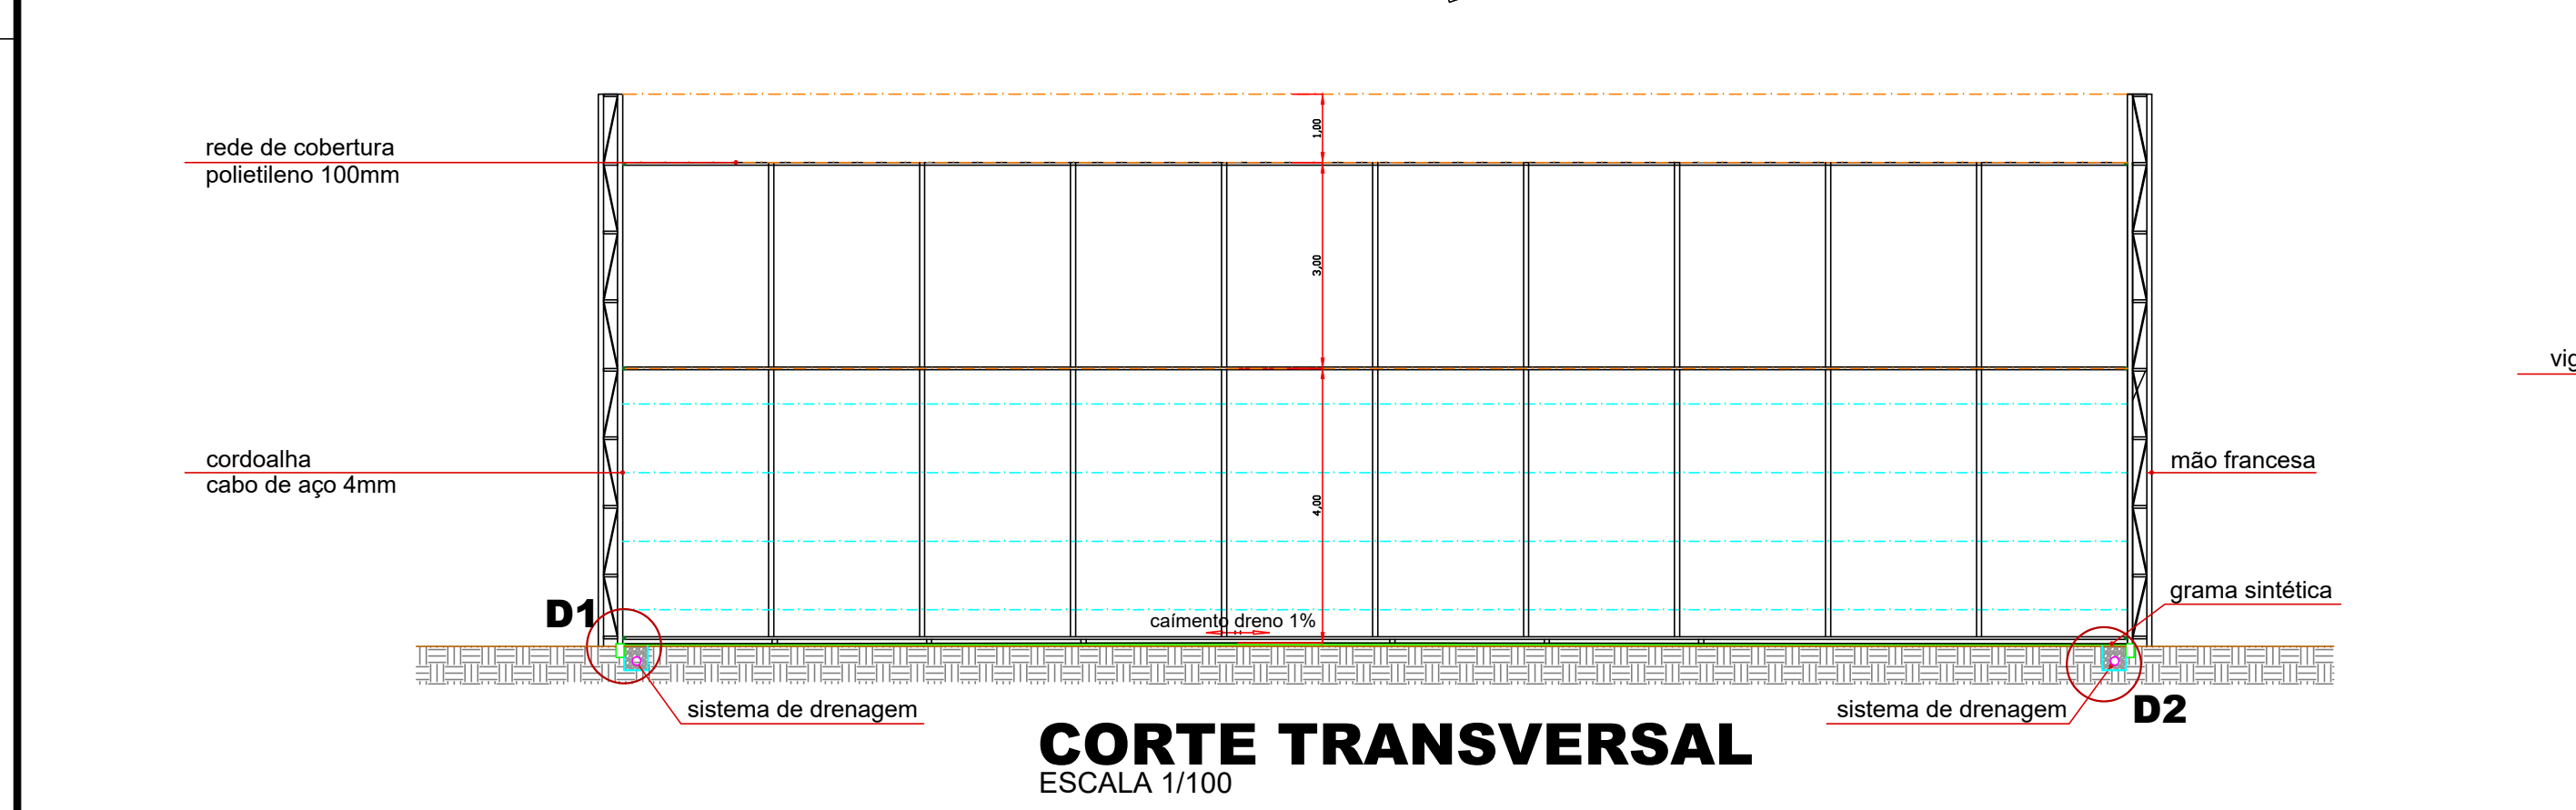 1,00
rede de cobertura
polietileno 100mm
3,00
vig
cordoalha
cabo de aço 4mm
mão francesa
4,00
grama sintética
D1
caímento dreno 1%
sistema de drenagem
sistema de drenagem
D2
CORTE TRANSVERSAL
ESCALA 1/100